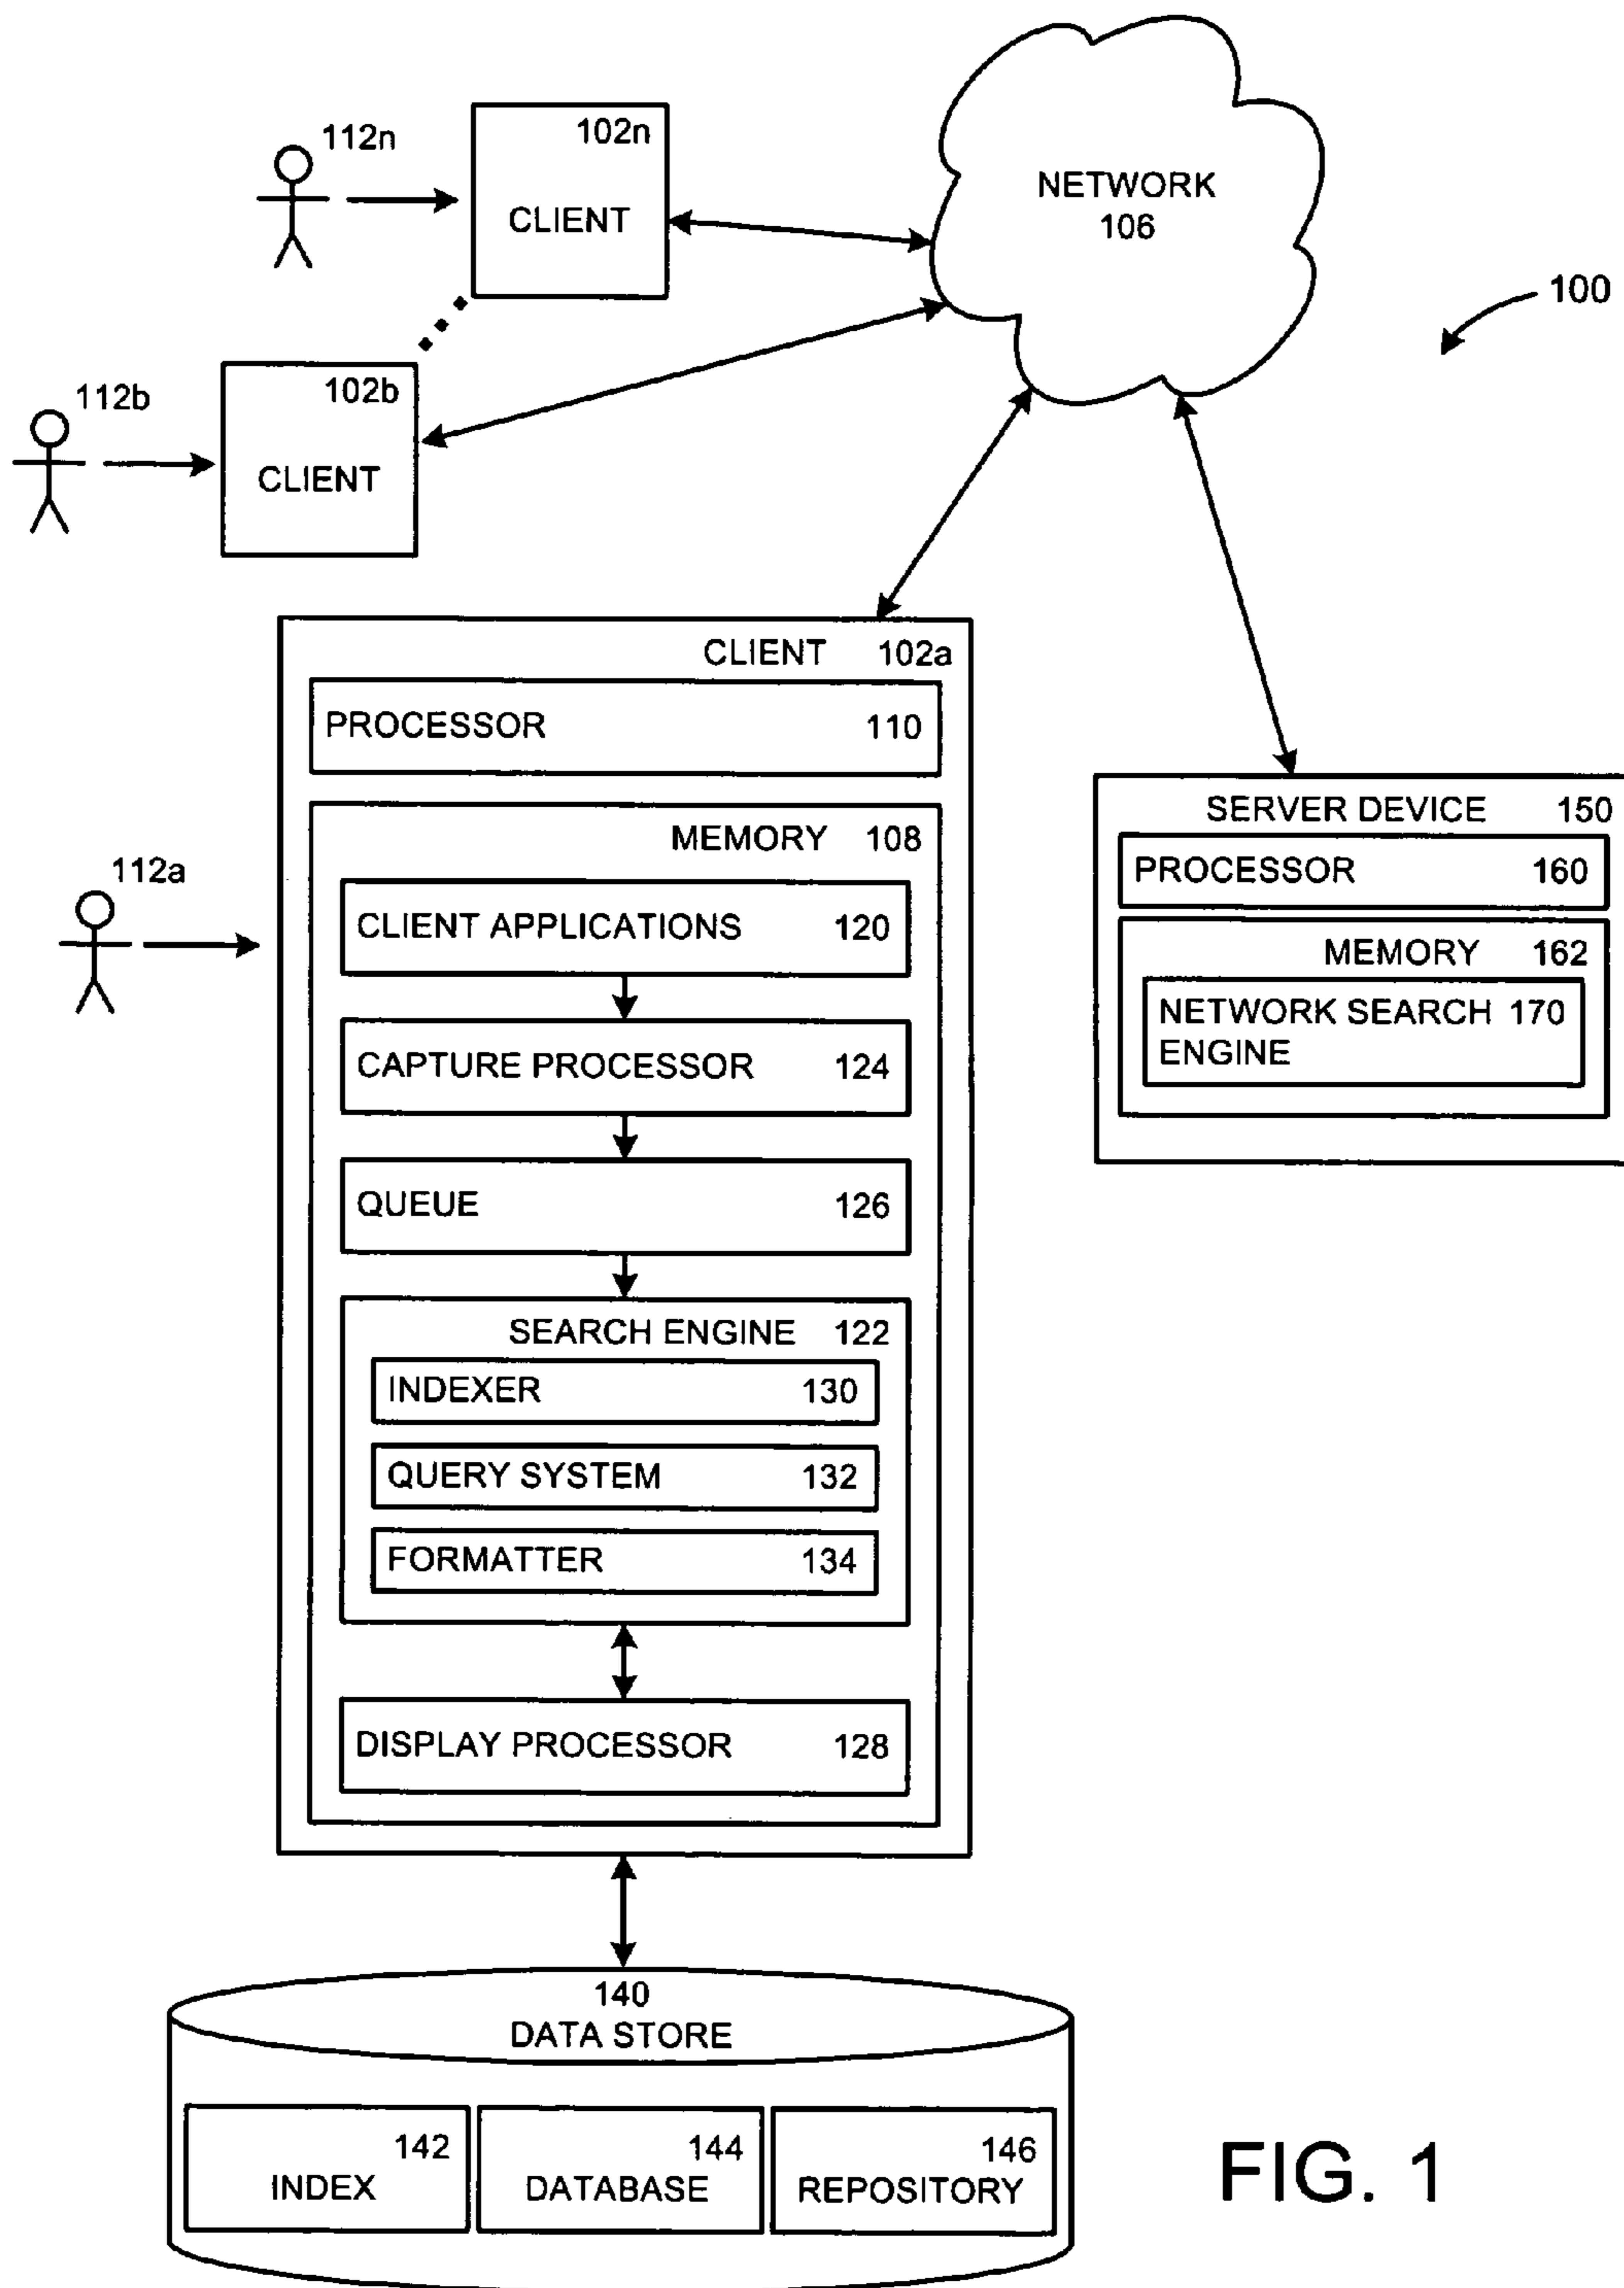 112n
102n
CLIENT
NETWORK
106
100
112b
102b
CLIENT
CLIENT 102a
PROCESSOR 110
MEMORY 108
112a
CLIENT APPLICATIONS 120
CAPTURE PROCESSOR 124
QUEUE 126
SEARCH ENGINE 122
INDEXER 130
QUERY SYSTEM 132
FORMATTER 134
DISPLAY PROCESSOR 128
SERVER DEVICE 150
PROCESSOR 160
MEMORY 162
NETWORK SEARCH 170
ENGINE
140
DATA STORE
142
INDEX
144
DATABASE
146
REPOSITORY
FIG. 1